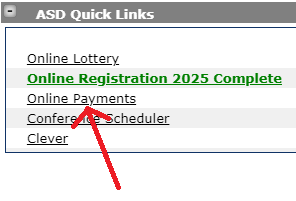 ASD Quick Links
Online Lottery
Online Registration 2025 Complete
Online Payments
Conference Scheduler
Clever